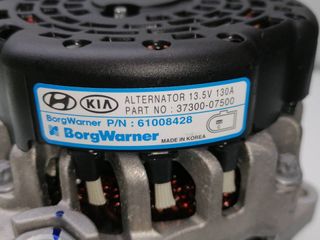 KIA ALTERNATOR 13.5V 130A
PART NO : 37300-07500
BorgWarner P/N : 61008428
BorgWarner
MADE IN KOREA